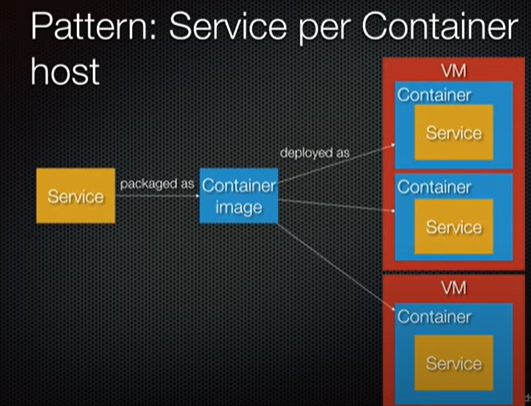 Pattern: Service per Container
host
VM
Container
Service
deployed as
Service
packaged as
Container
image
Container
Service
VM
Container
Service